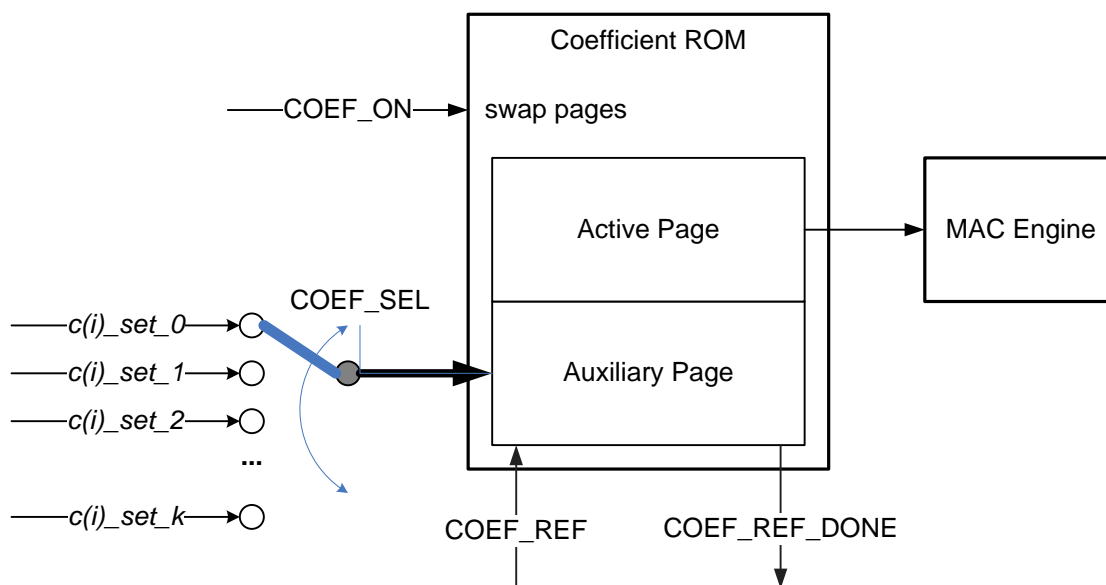 Coefficient ROM
COEF_ON
swap pages
Active Page
MAC Engine
COEF_SEL
c(i)_set_0
c(i)_set_1
Auxiliary Page
c(i)_set_2
...
c(i)_set_k
COEF_REF
COEF_REF_DONE